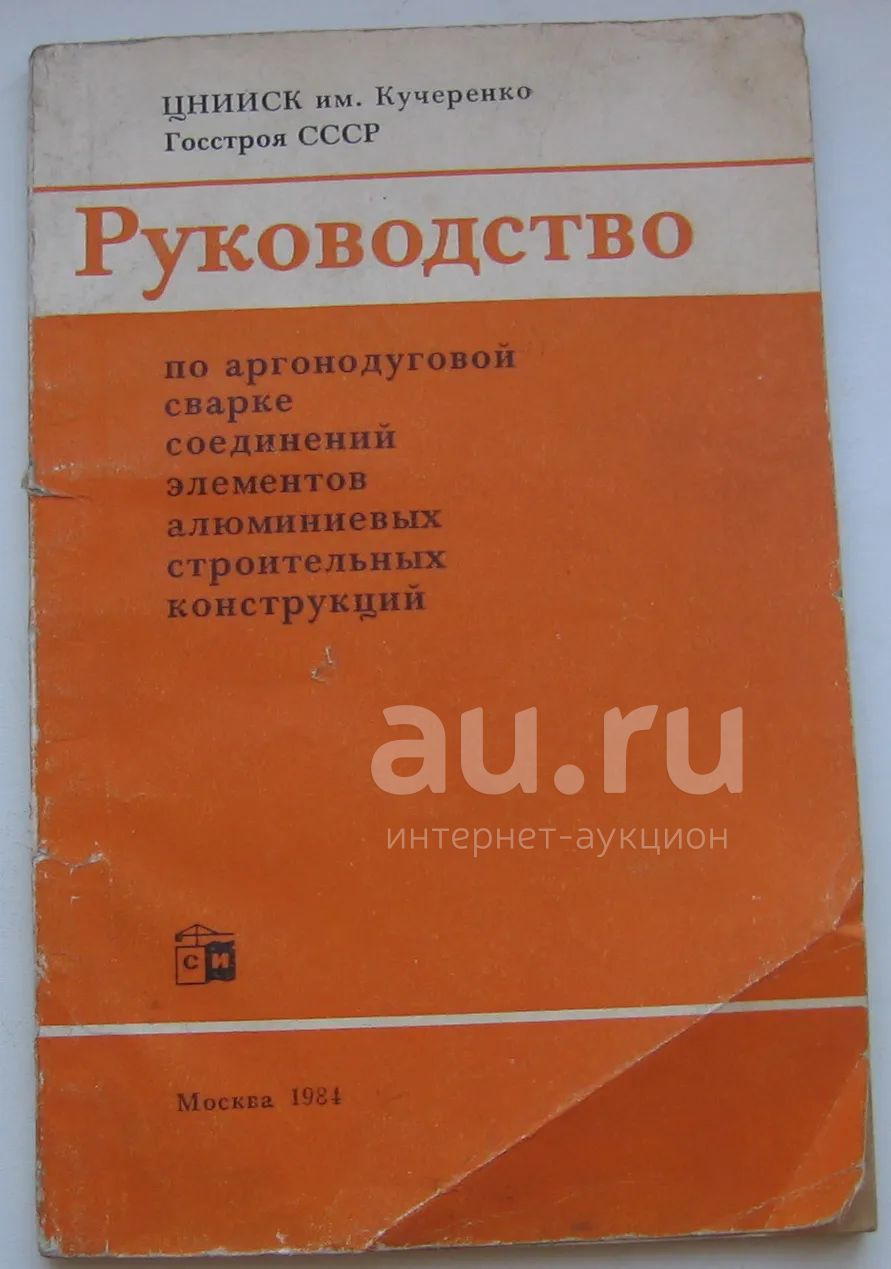 ЦНИИСК им. Кучеренко
Госстроя СССР
Руководство
по аргонодуговой
сварке
соединений
элементов
алюминиевых
строительных
конструкций
au.ru
интернет-аукцион
С И
Москва 1984